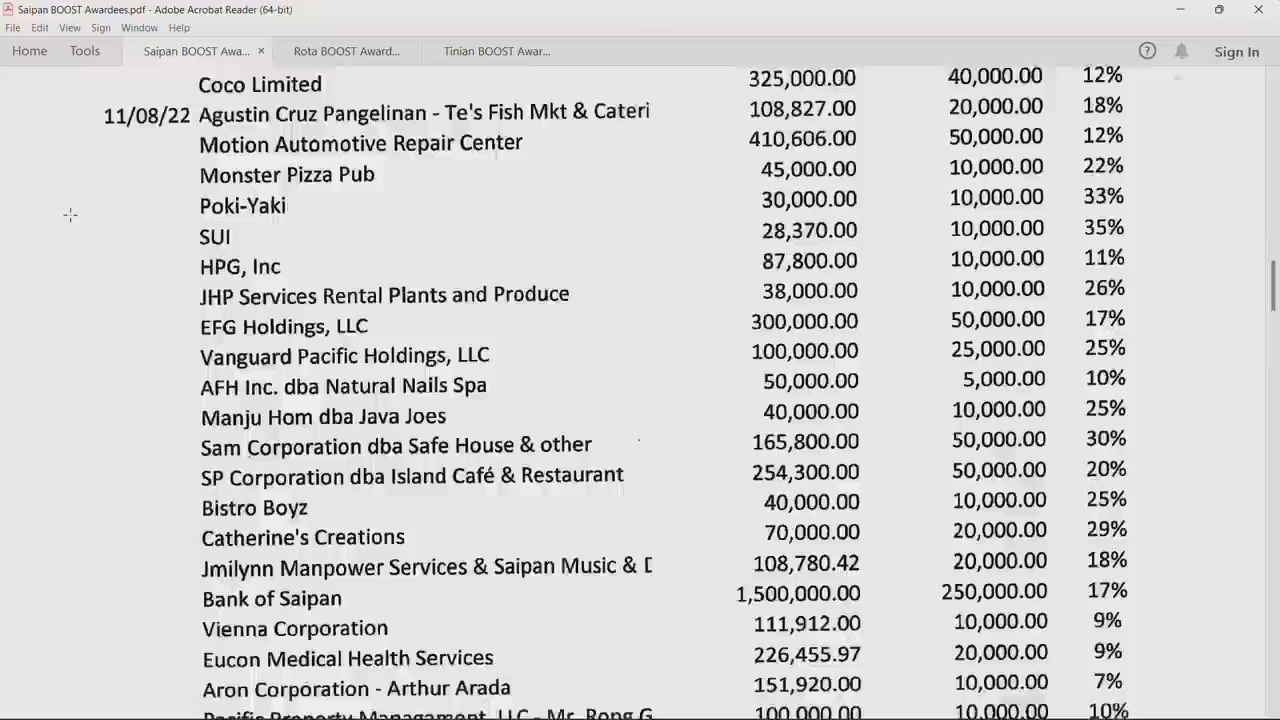 Saipan BOOST Awardees.pdf - Adobe Acrobat Reader (64-bit)
File Edit View Sign Window Help
Home Tools Saipan BOOST Awa... × Rota BOOST Award... Tinian BOOST Awar... Sign In
Coco Limited 325,000.00 40,000.00 12%
11/08/22 Agustin Cruz Pangelinan - Te's Fish Mkt & Cateri 108,827.00 20,000.00 18%
Motion Automotive Repair Center 410,606.00 50,000.00 12%
Monster Pizza Pub 45,000.00 10,000.00 22%
Poki-Yaki 30,000.00 10,000.00 33%
SUI 28,370.00 10,000.00 35%
HPG, Inc 87,800.00 10,000.00 11%
JHP Services Rental Plants and Produce 38,000.00 10,000.00 26%
EFG Holdings, LLC 300,000.00 50,000.00 17%
Vanguard Pacific Holdings, LLC 100,000.00 25,000.00 25%
AFH Inc. dba Natural Nails Spa 50,000.00 5,000.00 10%
Manju Hom dba Java Joes 40,000.00 10,000.00 25%
Sam Corporation dba Safe House & other 165,800.00 50,000.00 30%
SP Corporation dba Island Café & Restaurant 254,300.00 50,000.00 20%
Bistro Boyz 40,000.00 10,000.00 25%
Catherine's Creations 70,000.00 20,000.00 29%
Jmilynn Manpower Services & Saipan Music & D 108,780.42 20,000.00 18%
Bank of Saipan 1,500,000.00 250,000.00 17%
Vienna Corporation 111,912.00 10,000.00 9%
Eucon Medical Health Services 226,455.97 20,000.00 9%
Aron Corporation - Arthur Arada 151,920.00 10,000.00 7%
Pacific Property Managament, LLC - Mr. Rong G 100,000.00 10,000.00 10%